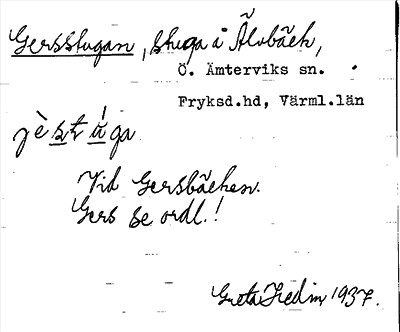 Gersstugan, stuga å Älvbäck,
Ö. Ämterviks sn.
Fryksd.hd, Värml.län
Vid Gersbäcken.
Gers se ordl.!
Greta Hedin 1937.